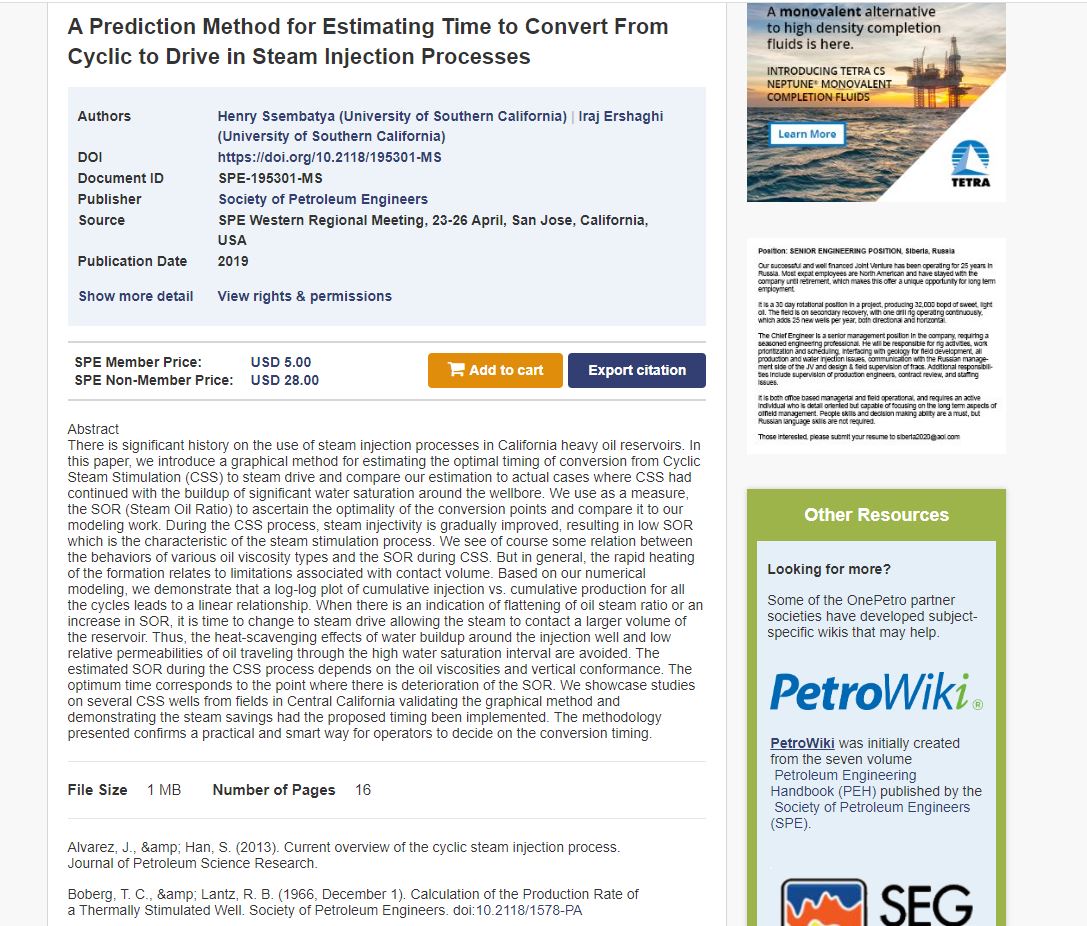 A Prediction Method for Estimating Time to Convert From
Cyclic to Drive in Steam Injection Processes
Authors Henry Ssembatya (University of Southern California) | Iraj Ershaghi
(University of Southern California)
DOI https://doi.org/10.2118/195301-MS
Document ID SPE-195301-MS
Publisher Society of Petroleum Engineers
Source SPE Western Regional Meeting, 23-26 April, San Jose, California,
USA
Publication Date 2019
Show more detail View rights & permissions
SPE Member Price: USD 5.00
SPE Non-Member Price: USD 28.00
Add to cart
Export citation
Abstract
There is significant history on the use of steam injection processes in California heavy oil reservoirs. In
this paper, we introduce a graphical method for estimating the optimal timing of conversion from Cyclic
Steam Stimulation (CSS) to steam drive and compare our estimation to actual cases where CSS had
continued with the buildup of significant water saturation around the wellbore. We use as a measure,
the SOR (Steam Oil Ratio) to ascertain the optimality of the conversion points and compare it to our
modeling work. During the CSS process, steam injectivity is gradually improved, resulting in low SOR
which is the characteristic of the steam stimulation process. We see of course some relation between
the behaviors of various oil viscosity types and the SOR during CSS. But in general, the rapid heating
of the formation relates to limitations associated with contact volume. Based on our numerical
modeling, we demonstrate that a log-log plot of cumulative injection vs. cumulative production for all
the cycles leads to a linear relationship. When there is an indication of flattening of oil steam ratio or an
increase in SOR, it is time to change to steam drive allowing the steam to contact a larger volume of
the reservoir. Thus, the heat-scavenging effects of water buildup around the injection well and low
relative permeabilities of oil traveling through the high water saturation interval are avoided. The
estimated SOR during the CSS process depends on the oil viscosities and vertical conformance. The
optimum time corresponds to the point where there is deterioration of the SOR. We showcase studies
on several CSS wells from fields in Central California validating the graphical method and
demonstrating the steam savings had the proposed timing been implemented. The methodology
presented confirms a practical and smart way for operators to decide on the conversion timing.
File Size 1 MB Number of Pages 16
Alvarez, J., &amp; Han, S. (2013). Current overview of the cyclic steam injection process.
Journal of Petroleum Science Research.
Boberg, T. C., &amp; Lantz, R. B. (1966, December 1). Calculation of the Production Rate of
a Thermally Stimulated Well. Society of Petroleum Engineers. doi:10.2118/1578-PA
A monovalent alternative
to high density completion
fluids is here.
INTRODUCING TETRA CS
NEPTUNE® MONOVALENT
COMPLETION FLUIDS
Learn More
TETRA
Position: SENIOR ENGINEERING POSITION, Siberia, Russia
Our successful and well financed Joint Venture has been operating for 25 years in
Russia. Most expat employees are North American and have stayed with the
company until retirement, which makes this offer a unique opportunity for long term
employment.
It is a 30 day rotational position in a project, producing 32,000 bopd of sweet, light
oil. The field is on secondary recovery, with one drill rig operating continuously,
which adds 25 new wells per year, both directional and horizontal.
The Chief Engineer is a senior management position in the company, requiring a
seasoned engineering professional. He will be responsible for rig activities, work
prioritization and scheduling, interfacing with geology for field development, all
production and water injection issues, communication with the Russian manage-
ment side of the JV and design & field supervision of fracs. Additional responsibili-
ties include supervision of production engineers, contract review, and staffing
issues.
It is both office based managerial and field operational, and requires an active
individual who is detail oriented but capable of focusing on the long term aspects of
oilfield management. People skills and decision making ability are a must, but
Russian language skills are not required.
Those interested, please submit your resume to siberia2020@aol.com
Other Resources
Looking for more?
Some of the OnePetro partner
societies have developed subject-
specific wikis that may help.
PetroWiki®
PetroWiki was initially created
from the seven volume
Petroleum Engineering
Handbook (PEH) published by the
Society of Petroleum Engineers
(SPE).
SEG